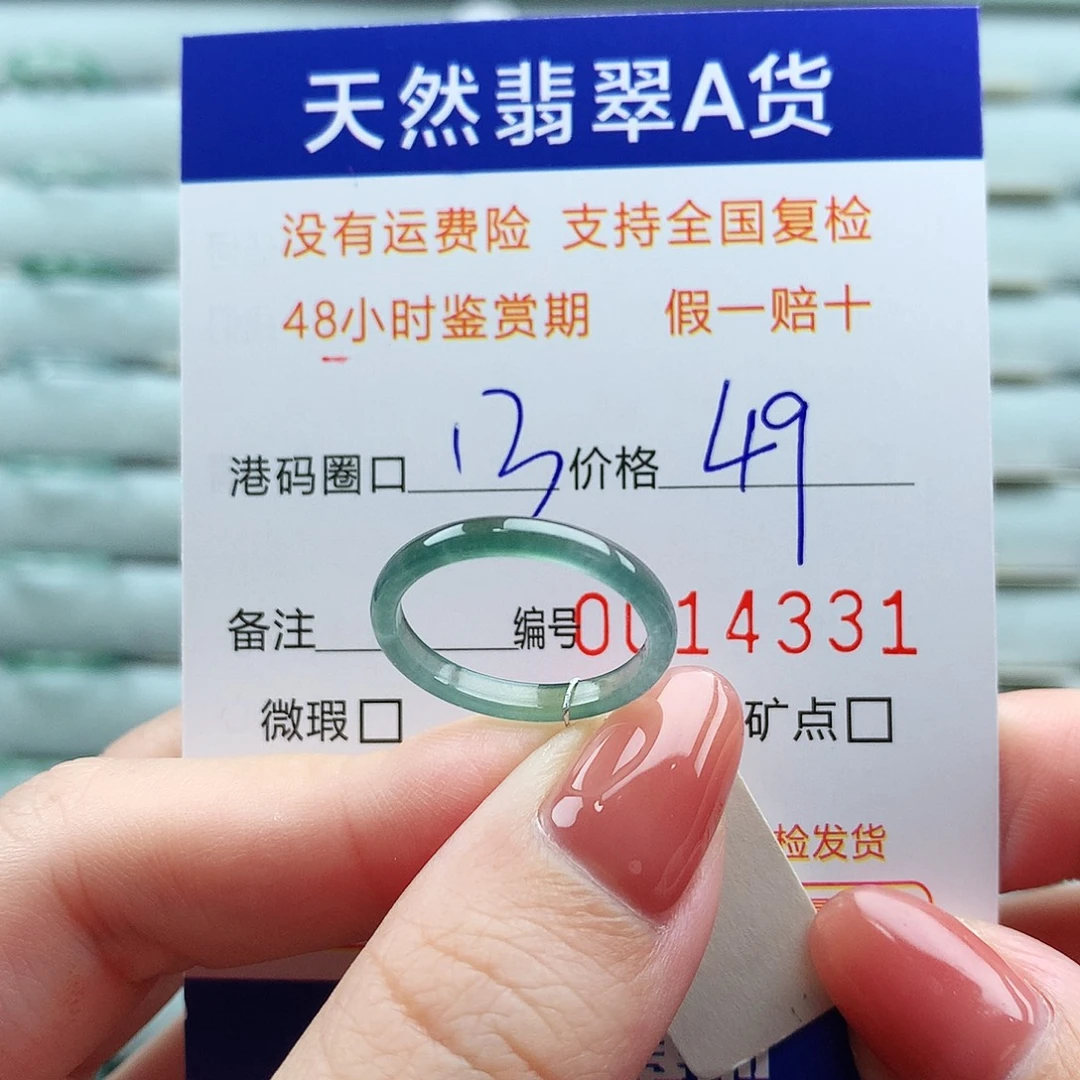 天然翡翠A货
没有运费险 支持全国复检
48小时鉴赏期 假一赔十
港码圈口 13 价格 49
备注 编号 0014331
微瑕□ 矿点□
检发货